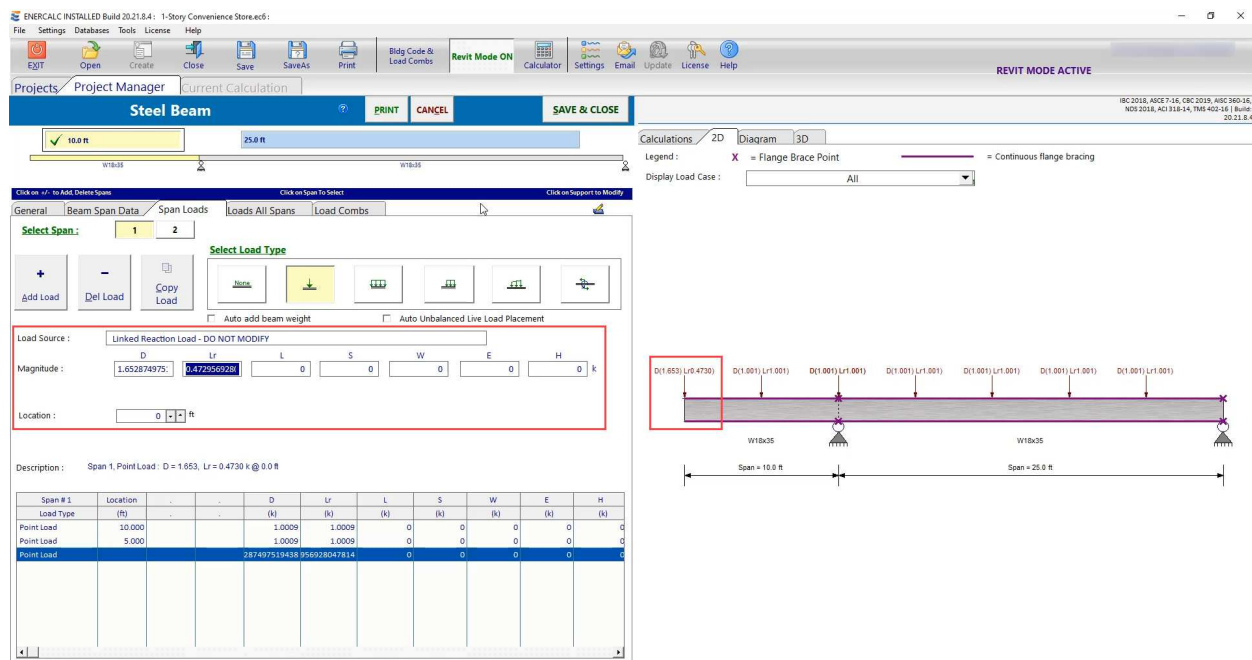 ENERCALC INSTALLED Build 20.21.8.4 : 1-Story Convenience Store.ec6 :
File Settings Databases Tools License Help
EXIT Open Create Close Save SaveAs Print Bldg Code & Load Combs Revit Mode ON Calculator Settings Email Update License Help
REVIT MODE ACTIVE
Projects Project Manager Current Calculation
Steel Beam ? PRINT CANCEL SAVE & CLOSE
IBC 2018, ASCE 7-16, CBC 2019, AISC 360-16,
NDS 2018, ACI 318-14, TMS 402-16 | Build:
20.21.8.4
10.0 ft 25.0 ft
W18x35 W18x35
Click on +/- to Add, Delete Spans Click on Span To Select Click on Support to Modify
General Beam Span Data Span Loads Loads All Spans Load Combs
Select Span : 1 2
Select Load Type
+ Add Load
- Del Load
Copy Load
None
Auto add beam weight Auto Unbalanced Live Load Placement
Load Source : Linked Reaction Load - DO NOT MODIFY
D Lr L S W E H
Magnitude : 1.652874975: 0.472956928( 0 0 0 0 0 k
Location : 0 ft
Description : Span 1, Point Load : D = 1.653, Lr = 0.4730 k @ 0.0 ft
Span # 1 Location . . D Lr L S W E H
Load Type (ft) . . (k) (k) (k) (k) (k) (k) (k)
Point Load 10.000 1.0009 1.0009 0 0 0 0 0
Point Load 5.000 1.0009 1.0009 0 0 0 0 0
Point Load 287497519438 956928047814 0 0 0 0 0
Calculations 2D Diagram 3D
Legend : X = Flange Brace Point = Continuous flange bracing
Display Load Case : All
D(1.653) Lr0.4730) D(1.001) Lr1.001) D(1.001) Lr1.001) D(1.001) Lr1.001) D(1.001) Lr1.001) D(1.001) Lr1.001) D(1.001) Lr1.001)
W18x35 W18x35
Span = 10.0 ft Span = 25.0 ft